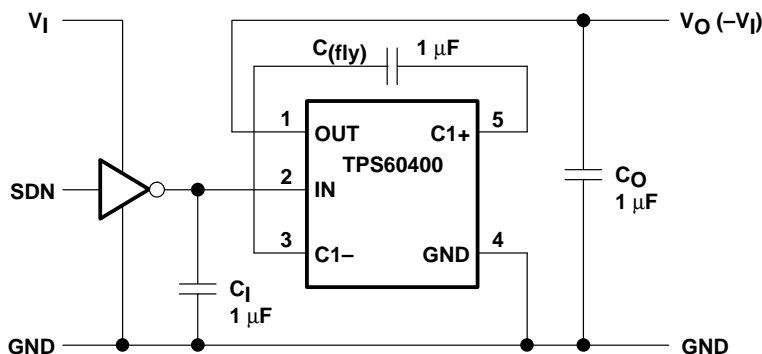 VI
VO (–VI)
C(fly)
1 μF
1
OUT
C1+
5
TPS60400
SDN
2
IN
CO
1 μF
3
C1–
GND
4
CI
1 μF
GND
GND